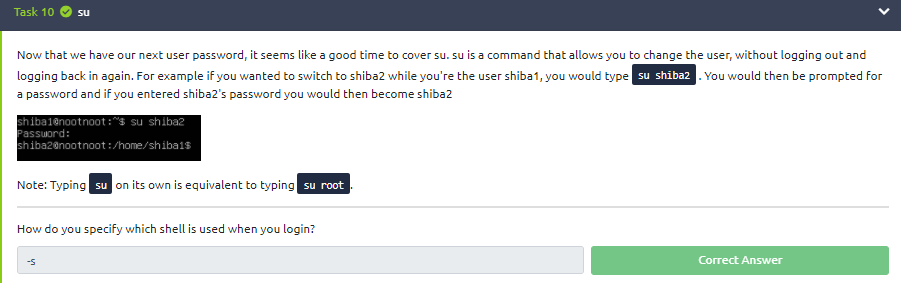 Task 10 su
Now that we have our next user password, it seems like a good time to cover su. su is a command that allows you to change the user, without logging out and
logging back in again. For example if you wanted to switch to shiba2 while you're the user shiba1, you would type su shiba2 . You would then be prompted for
a password and if you entered shiba2's password you would then become shiba2
shiba1@nootnoot:~$ su shiba2
Password:
shiba2@nootnoot:/home/shiba1$
Note: Typing su on its own is equivalent to typing su root .
How do you specify which shell is used when you login?
-s
Correct Answer